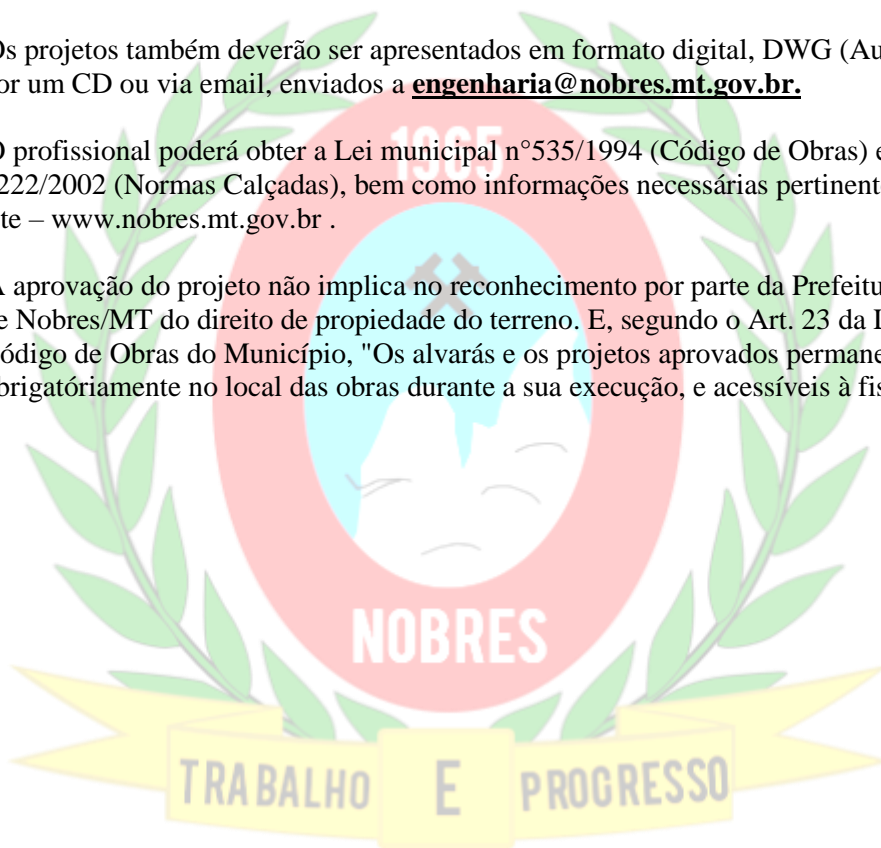 Os projetos também deverão ser apresentados em formato digital, DWG (Au
or um CD ou via email, enviados a engenharia@nobres.mt.gov.br.
O profissional poderá obter a Lei municipal n°535/1994 (Código de Obras) e
222/2002 (Normas Calçadas), bem como informações necessárias pertinent
te – www.nobres.mt.gov.br .
A aprovação do projeto não implica no reconhecimento por parte da Prefeitu
e Nobres/MT do direito de propiedade do terreno. E, segundo o Art. 23 da L
ódigo de Obras do Município, "Os alvarás e os projetos aprovados permane
brigatóriamente no local das obras durante a sua execução, e acessíveis à fis
1965
NOBRES
TRABALHO E PROGRESSO